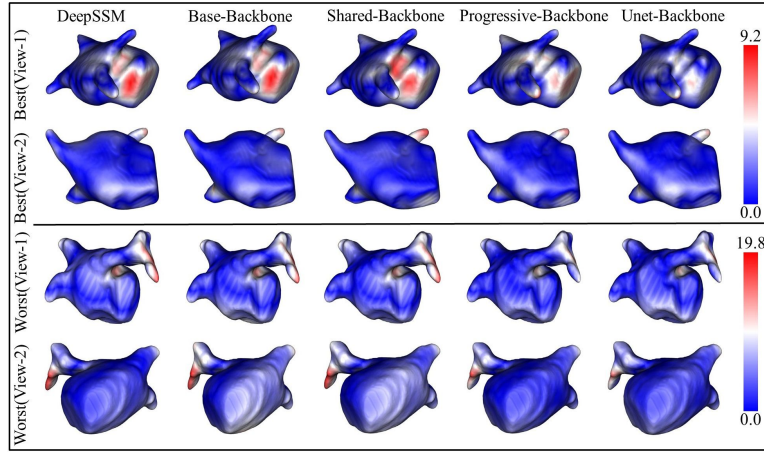 DeepSSM Base-Backbone Shared-Backbone Progressive-Backbone Unet-Backbone
Best(View-1)
9.2
Best(View-2)
0.0
Worst(View-1)
19.8
Worst(View-2)
0.0